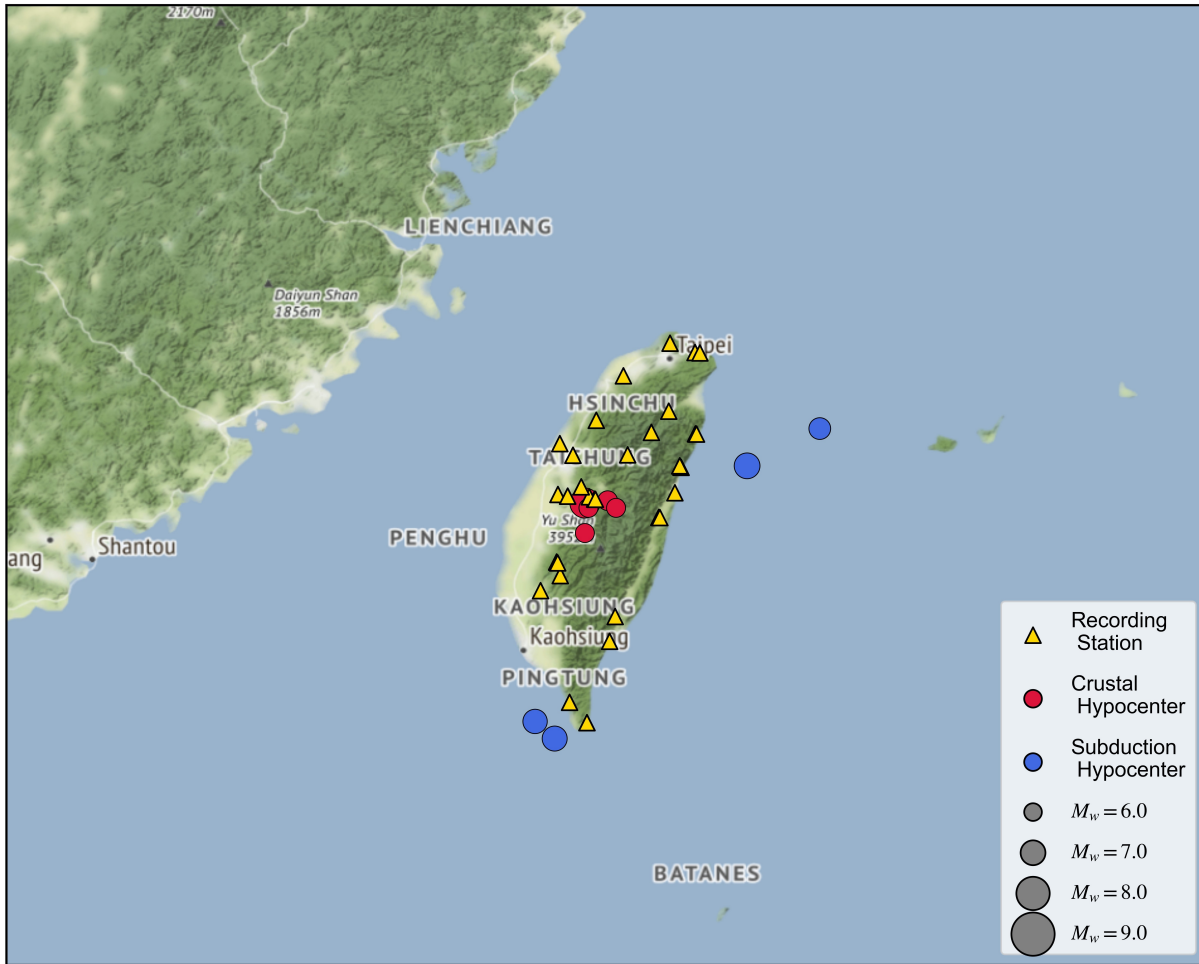 2170m
LIENCHIANG
Daiyun Shan
1856m
Taipei
HSINCHU
TAICHUNG
Yu Shan
PENGHU
ang
Shantou
KAOHSIUNG
Kaohsiung
PINGTUNG
BATANES
Recording
Station
Crustal
Hypocenter
Subduction
Hypocenter
Mw = 6.0
Mw = 7.0
Mw = 8.0
Mw = 9.0